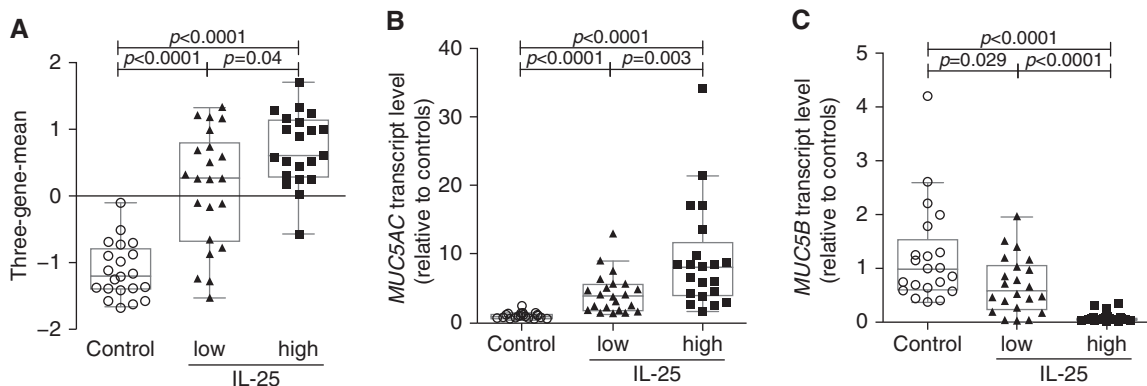 A
p<0.0001
p<0.0001 p=0.04
Three-gene-mean
2
1
0
−1
−2
Control low high
IL-25
B
p<0.0001
p<0.0001 p=0.003
MUC5AC transcript level
(relative to controls)
40
30
20
10
0
Control low high
IL-25
C
p<0.0001
p=0.029 p<0.0001
MUC5B transcript level
(relative to controls)
5
4
3
2
1
0
Control low high
IL-25